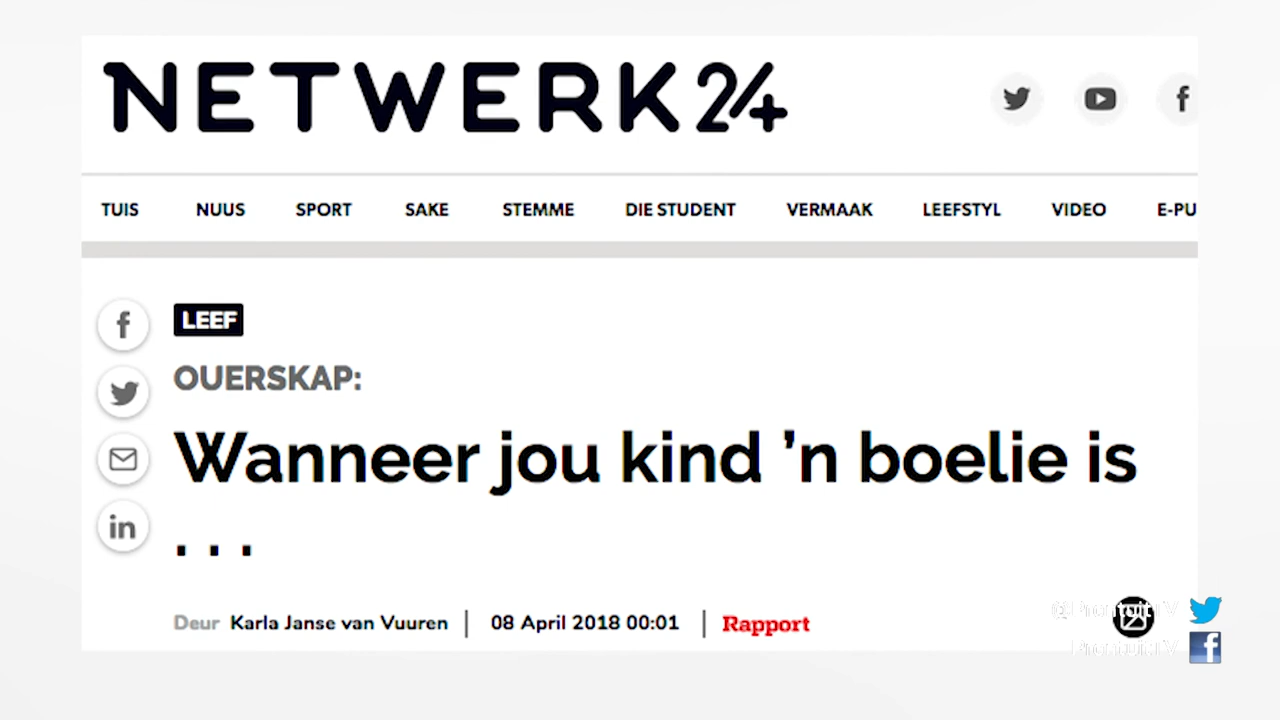 NETWERK24
TUIS NUUS SPORT SAKE STEMME DIE STUDENT VERMAAK LEEFSTYL VIDEO E-PU
LEEF
OUERSKAP:
Wanneer jou kind 'n boelie is
...
Deur Karla Janse van Vuuren | 08 April 2018 00:01 | Rapport